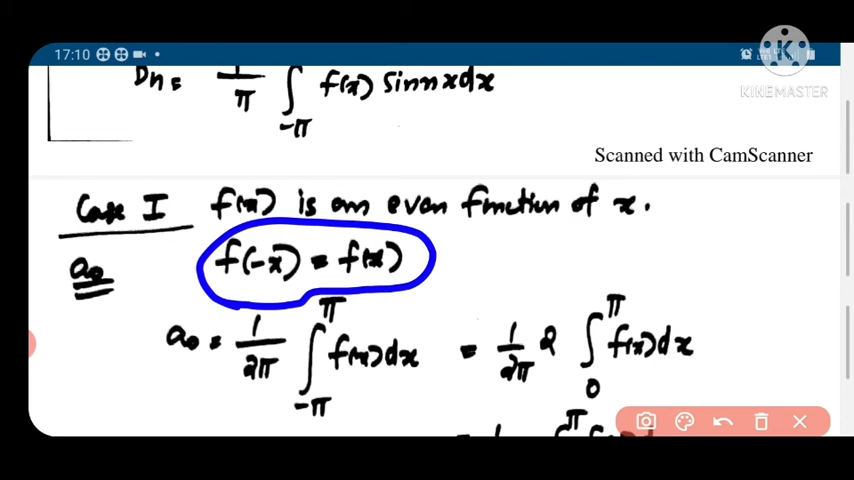 17:10
KINEMASTER
bn = 1/π ∫_{-π} f(x) sin nx dx
Scanned with CamScanner
Case I f(x) is an even function of x.
a₀ f(-x) = f(x)
a₀ = 1/2π ∫_{-π}^{π} f(x) dx = 1/2π 2 ∫_{0}^{π} f(x) dx